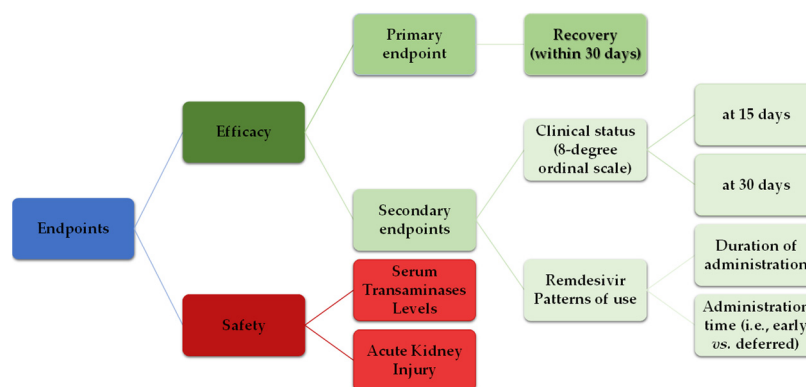 Endpoints
Efficacy
Primary
endpoint
Recovery
(within 30 days)
Secondary
endpoints
Clinical status
(8-degree
ordinal scale)
at 15 days
at 30 days
Remdesivir
Patterns of use
Duration of
administration
Administration
time (i.e., early
vs. deferred)
Safety
Serum
Transaminases
Levels
Acute Kidney
Injury